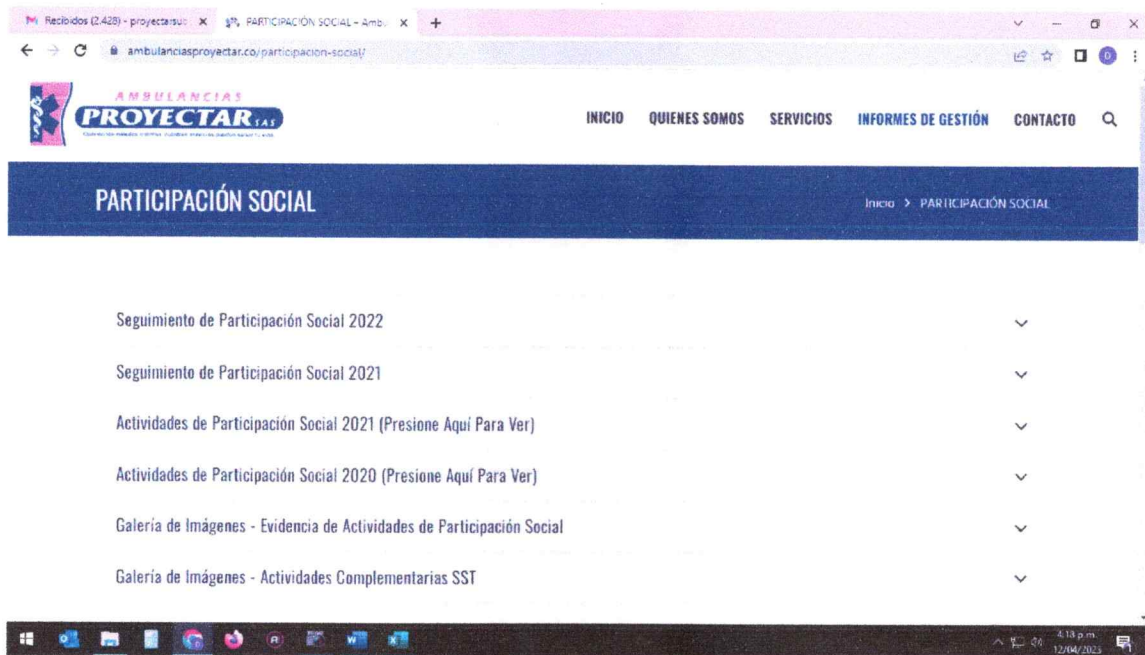 Recibidos (2.428) - proyectarsu
PARTICIPACIÓN SOCIAL – Ambu
ambulanciasproyectar.co/participacion-social/
AMBULANCIAS
PROYECTAR SAS
INICIO QUIENES SOMOS SERVICIOS INFORMES DE GESTIÓN CONTACTO
PARTICIPACIÓN SOCIAL
Inicio > PARTICIPACIÓN SOCIAL
Seguimiento de Participación Social 2022
Seguimiento de Participación Social 2021
Actividades de Participación Social 2021 (Presione Aquí Para Ver)
Actividades de Participación Social 2020 (Presione Aquí Para Ver)
Galería de Imágenes - Evidencia de Actividades de Participación Social
Galería de Imágenes - Actividades Complementarias SST
4:13 p.m.
12/04/2023